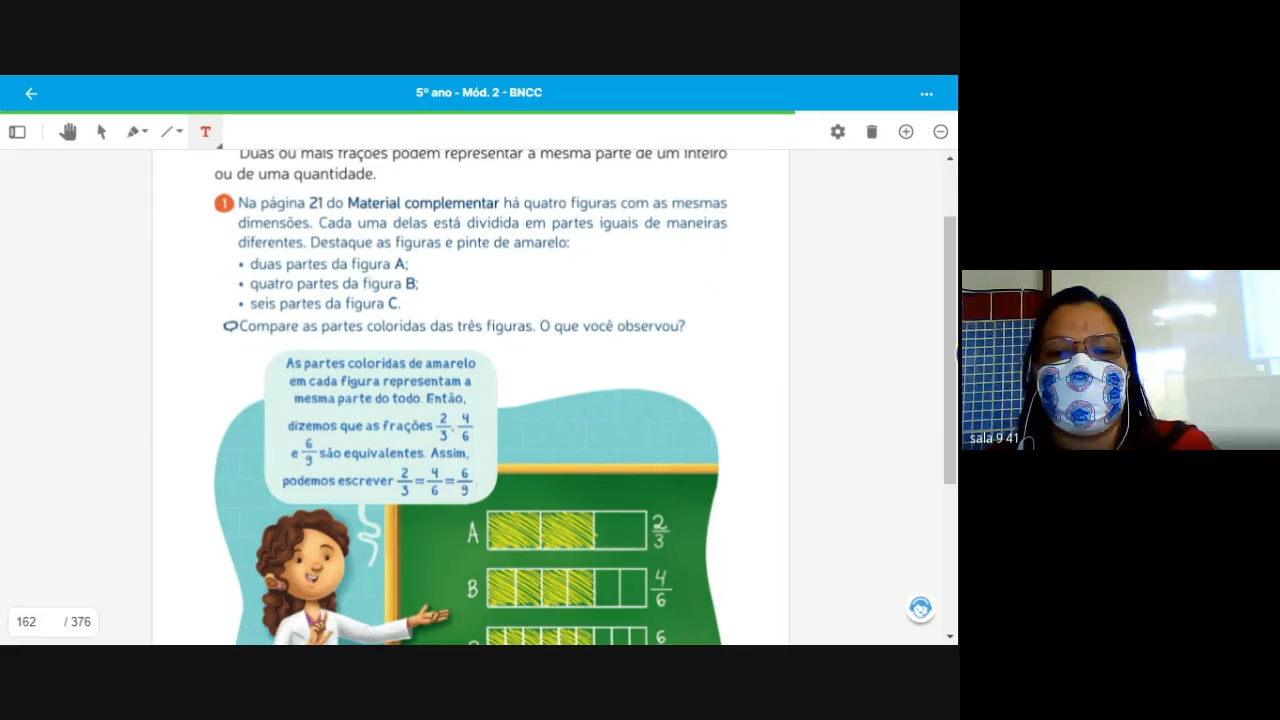 5º ano - Mód. 2 - BNCC
T
Duas ou mais frações podem representar a mesma parte de um inteiro
ou de uma quantidade.
1 Na página 21 do Material complementar há quatro figuras com as mesmas
dimensões. Cada uma delas está dividida em partes iguais de maneiras
diferentes. Destaque as figuras e pinte de amarelo:
• duas partes da figura A;
• quatro partes da figura B;
• seis partes da figura C.
Compare as partes coloridas das três figuras. O que você observou?
As partes coloridas de amarelo
em cada figura representam a
mesma parte do todo. Então,
dizemos que as frações 2/3, 4/6
e 6/9 são equivalentes. Assim,
podemos escrever 2/3 = 4/6 = 6/9.
A 2/3
B 4/6
6
162 / 376
sala 9 41